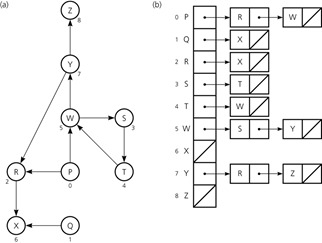 (a)
Z
8
Y
7
W
5
S
3
R
2
P
0
T
4
X
6
Q
1
(b)
0 P R W
1 Q X
2 R X
3 S T
4 T W
5 W S Y
6 X
7 Y R Z
8 Z